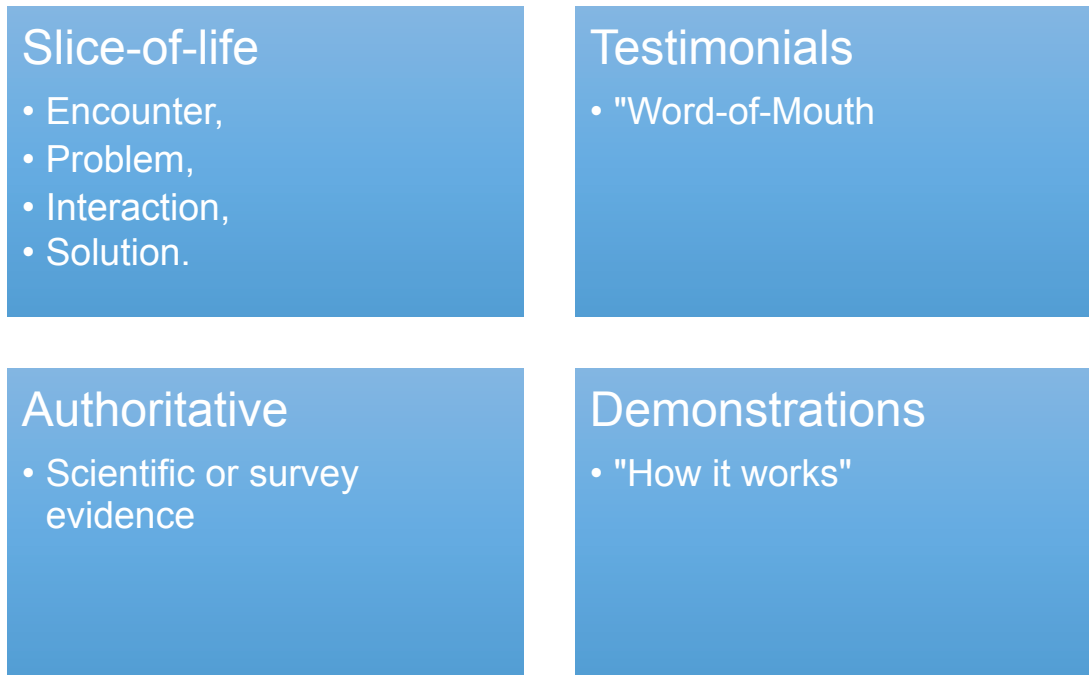 Slice-of-life
• Encounter,
• Problem,
• Interaction,
• Solution.
Testimonials
• "Word-of-Mouth
Authoritative
• Scientific or survey
evidence
Demonstrations
• "How it works"